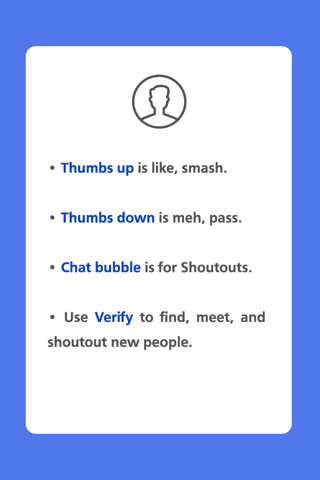 • Thumbs up is like, smash.
• Thumbs down is meh, pass.
• Chat bubble is for Shoutouts.
• Use Verify to find, meet, and
shoutout new people.